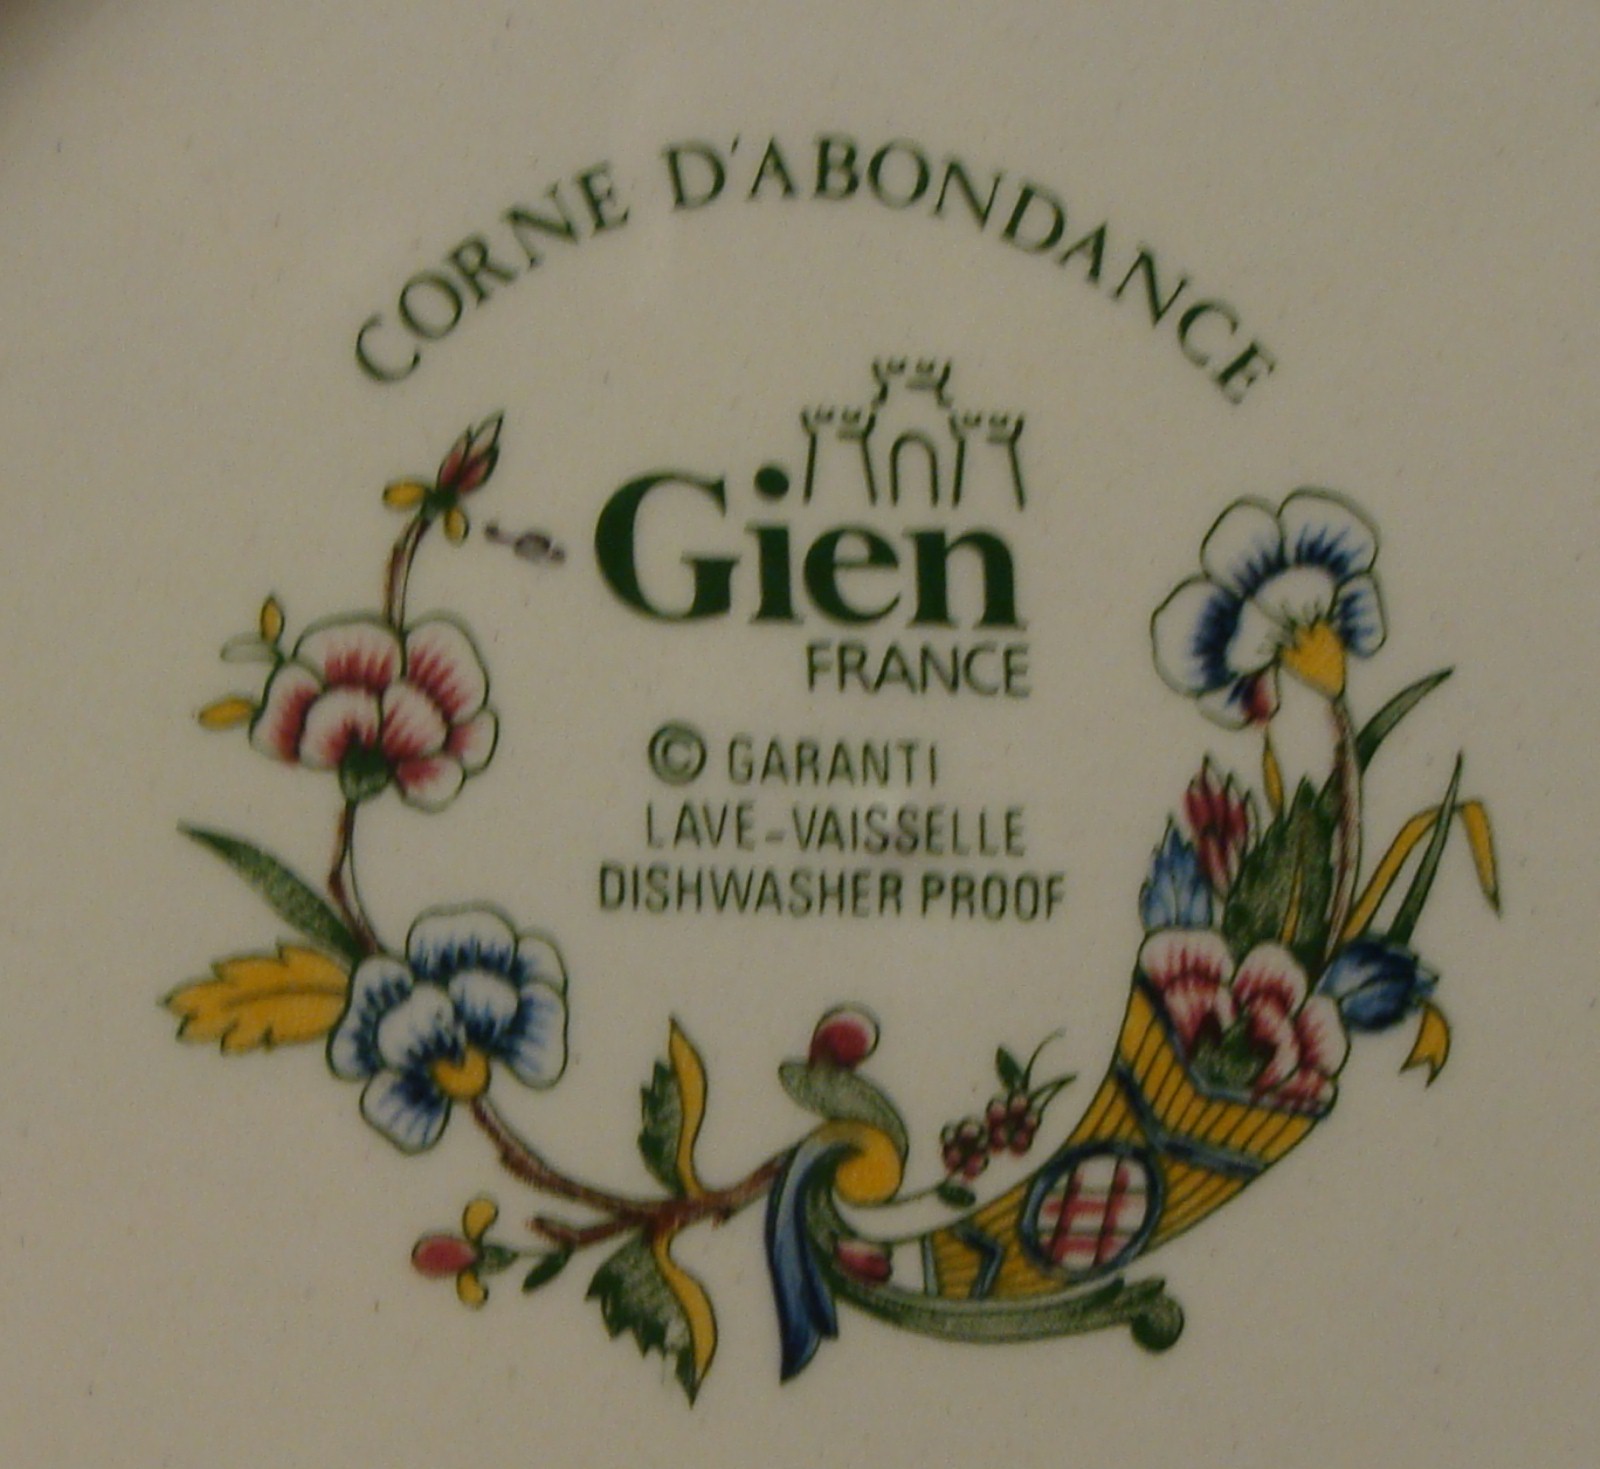 CORNE D'ABONDANCE
Gien
FRANCE
© GARANTI
LAVE-VAISSELLE
DISHWASHER PROOF